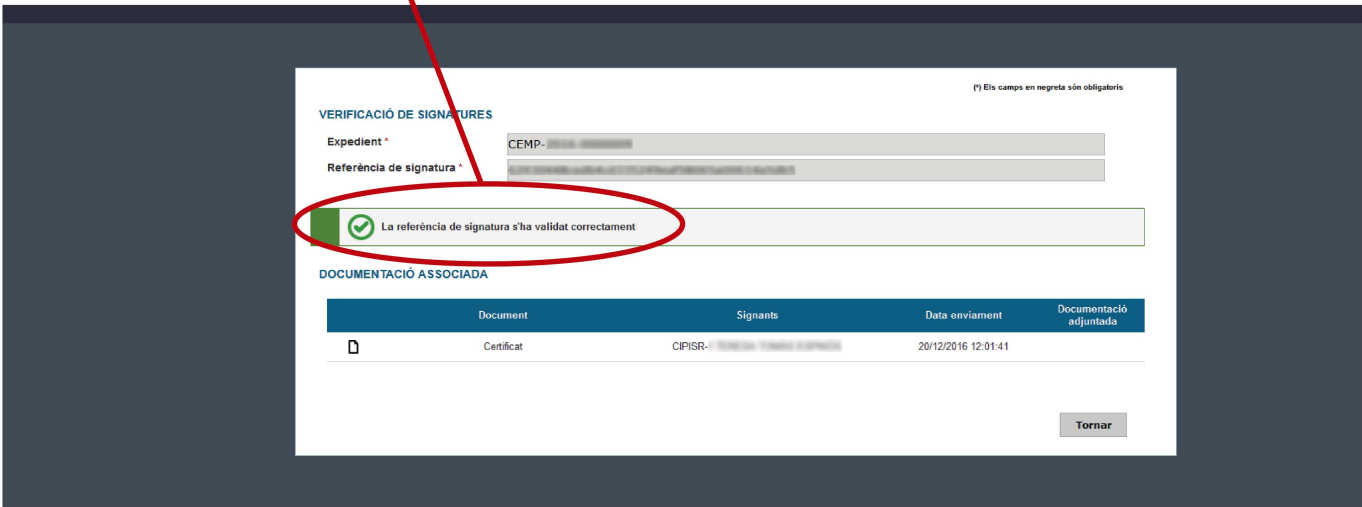 (*) Els camps en negreta són obligatoris
VERIFICACIÓ DE SIGNATURES
Expedient *
CEMP-
Referència de signatura *
La referència de signatura s'ha validat correctament
DOCUMENTACIÓ ASSOCIADA
Document Signants Data enviament Documentació adjuntada
Certificat CIPISR- 20/12/2016 12:01:41
Tornar